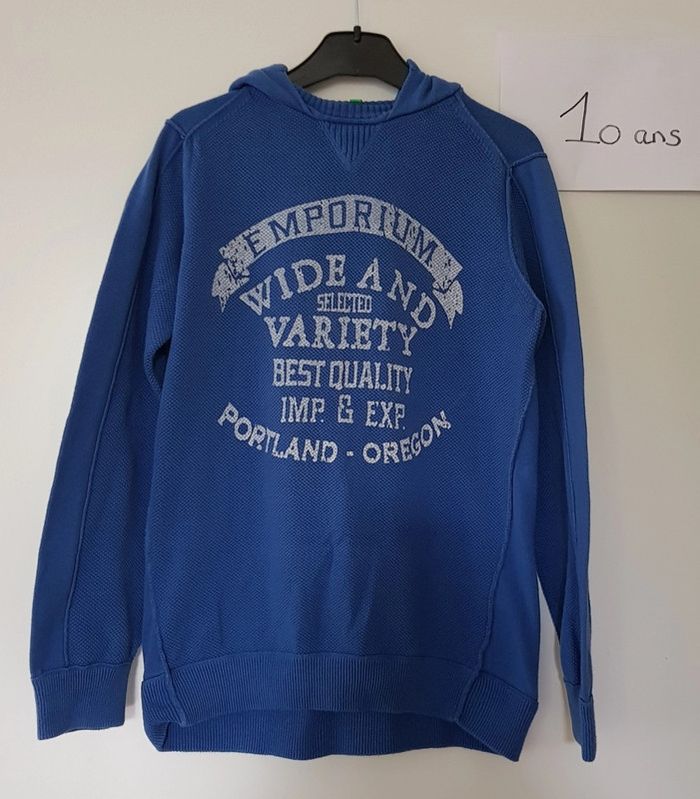 10 ans
EMPORIUM
WIDE AND
SELECTED
VARIETY
BEST QUALITY
IMP. & EXP.
PORTLAND - OREGON